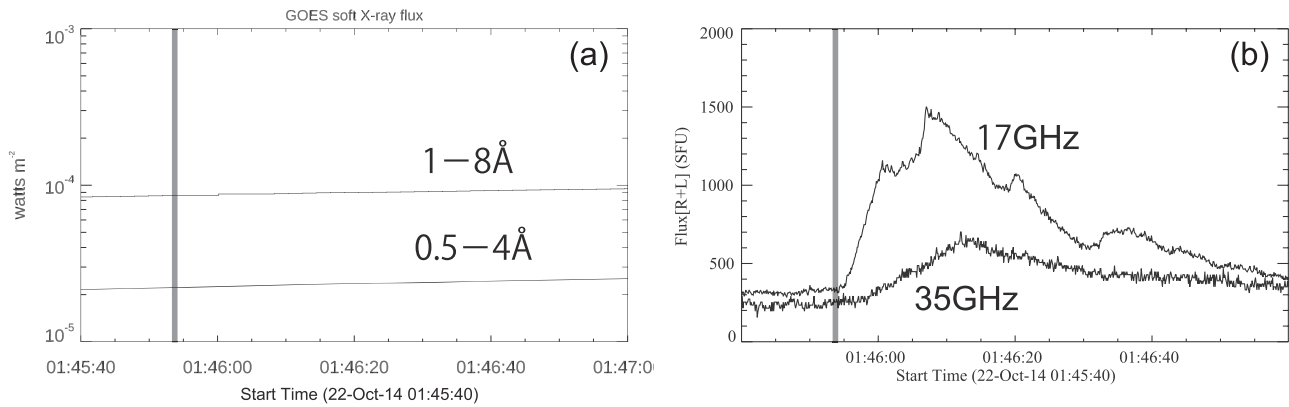 GOES soft X-ray flux
(a)
10^-3
10^-4
10^-5
watts m^-2
1−8Å
0.5−4Å
01:45:40 01:46:00 01:46:20 01:46:40 01:47:0
Start Time (22-Oct-14 01:45:40)
(b)
2000
1500
1000
500
0
Flux[R+L] (SFU)
17GHz
35GHz
01:46:00 01:46:20 01:46:40
Start Time (22-Oct-14 01:45:40)